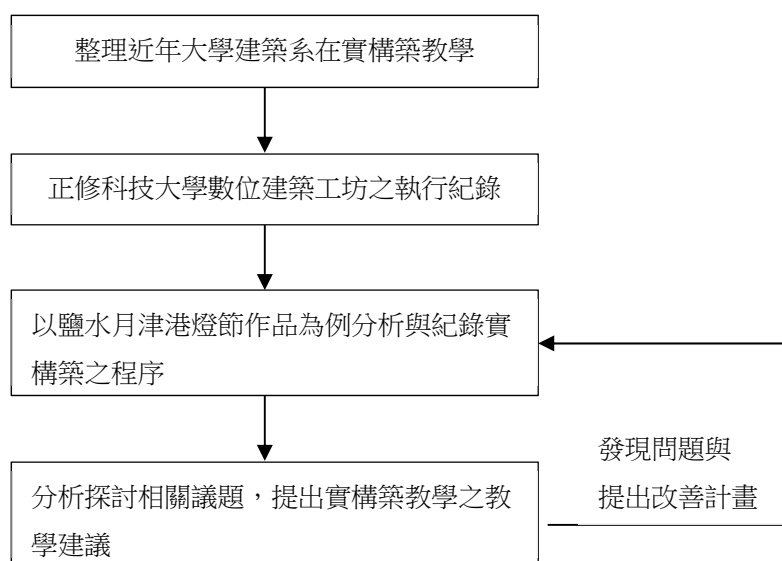 整理近年大學建築系在實構築教學
正修科技大學數位建築工坊之執行紀錄
以鹽水月津港燈節作品為例分析與紀錄實
構築之程序
分析探討相關議題，提出實構築教學之教
學建議
發現問題與
提出改善計畫